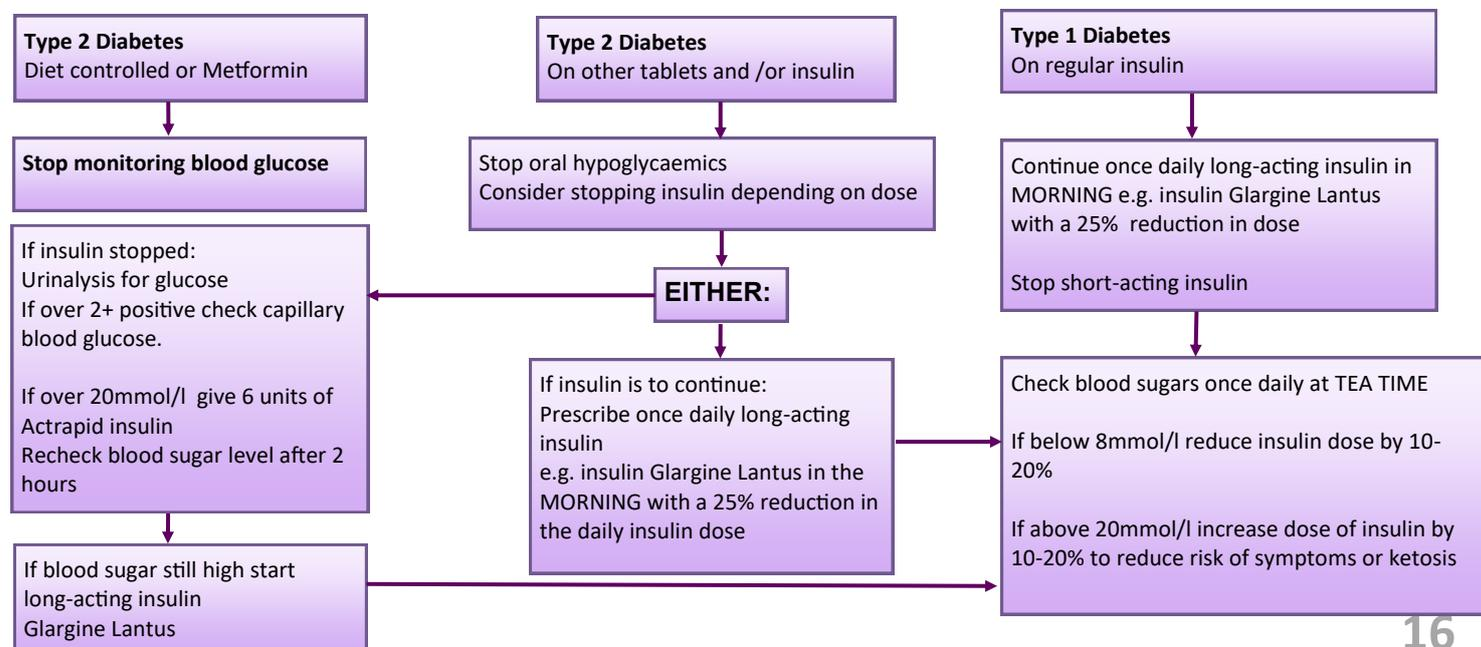 Type 2 Diabetes
Diet controlled or Metformin
Stop monitoring blood glucose
If insulin stopped:
Urinalysis for glucose
If over 2+ positive check capillary
blood glucose.
If over 20mmol/l  give 6 units of
Actrapid insulin
Recheck blood sugar level after 2
hours
If blood sugar still high start
long-acting insulin
Glargine Lantus
Type 2 Diabetes
On other tablets and /or insulin
Stop oral hypoglycaemics
Consider stopping insulin depending on dose
EITHER:
If insulin is to continue:
Prescribe once daily long-acting
insulin
e.g. insulin Glargine Lantus in the
MORNING with a 25% reduction in
the daily insulin dose
Type 1 Diabetes
On regular insulin
Continue once daily long-acting insulin in
MORNING e.g. insulin Glargine Lantus
with a 25%  reduction in dose
Stop short-acting insulin
Check blood sugars once daily at TEA TIME
If below 8mmol/l reduce insulin dose by 10-
20%
If above 20mmol/l increase dose of insulin by
10-20% to reduce risk of symptoms or ketosis
16